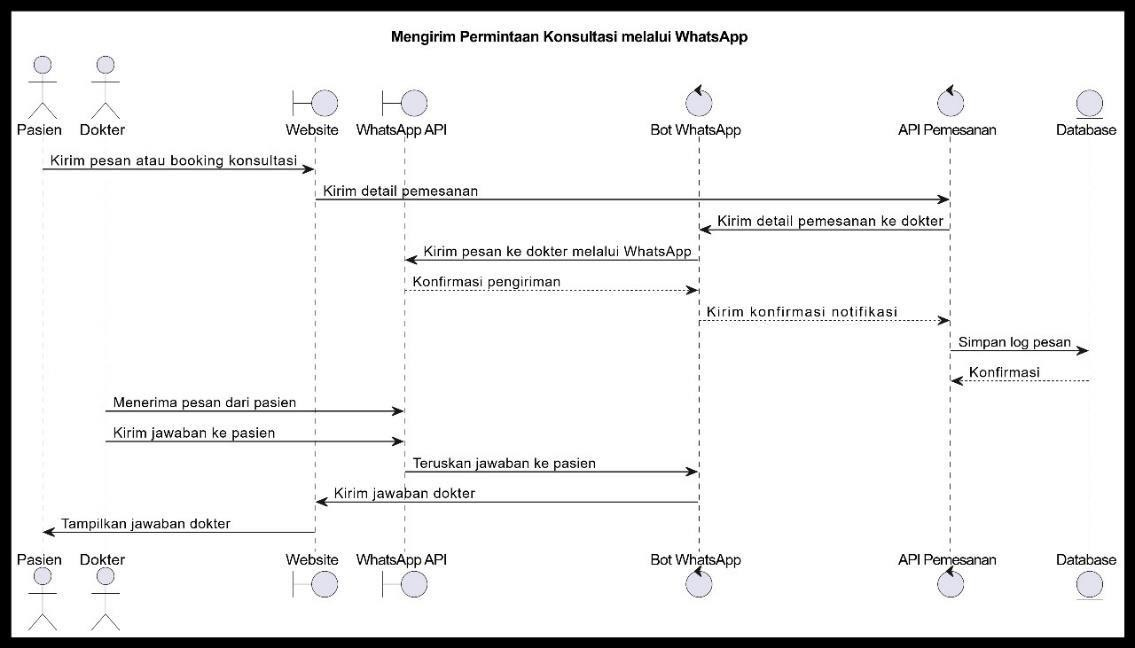 Mengirim Permintaan Konsultasi melalui WhatsApp
Pasien Dokter Website WhatsApp API Bot WhatsApp API Pemesanan Database
Kirim pesan atau booking konsultasi
Kirim detail pemesanan
Kirim detail pemesanan ke dokter
Kirim pesan ke dokter melalui WhatsApp
Konfirmasi pengiriman
Kirim konfirmasi notifikasi
Simpan log pesan
Konfirmasi
Menerima pesan dari pasien
Kirim jawaban ke pasien
Teruskan jawaban ke pasien
Kirim jawaban dokter
Tampilkan jawaban dokter
Pasien Dokter Website WhatsApp API Bot WhatsApp API Pemesanan Database